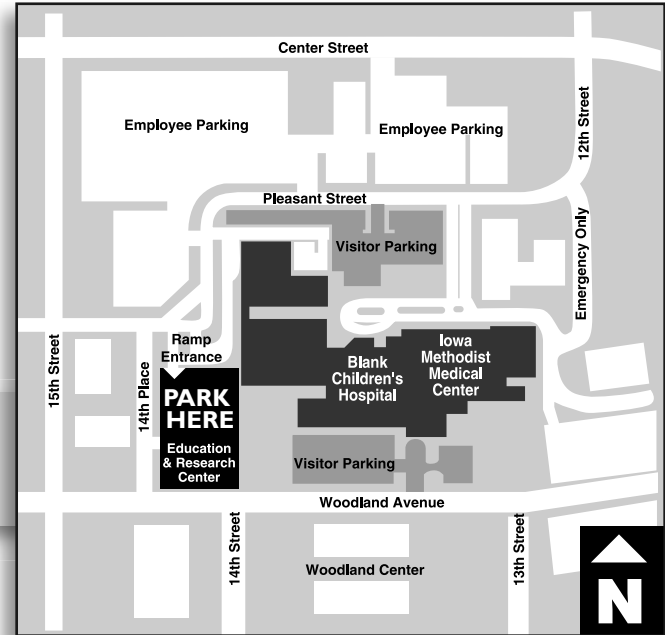 Center Street
Employee Parking
Employee Parking
12th Street
Pleasant Street
Visitor Parking
Emergency Only
Ramp
Entrance
15th Street
14th Place
PARK
HERE
Education
& Research
Center
Blank
Children's
Hospital
Iowa
Methodist
Medical
Center
Visitor Parking
Woodland Avenue
14th Street
Woodland Center
13th Street
N